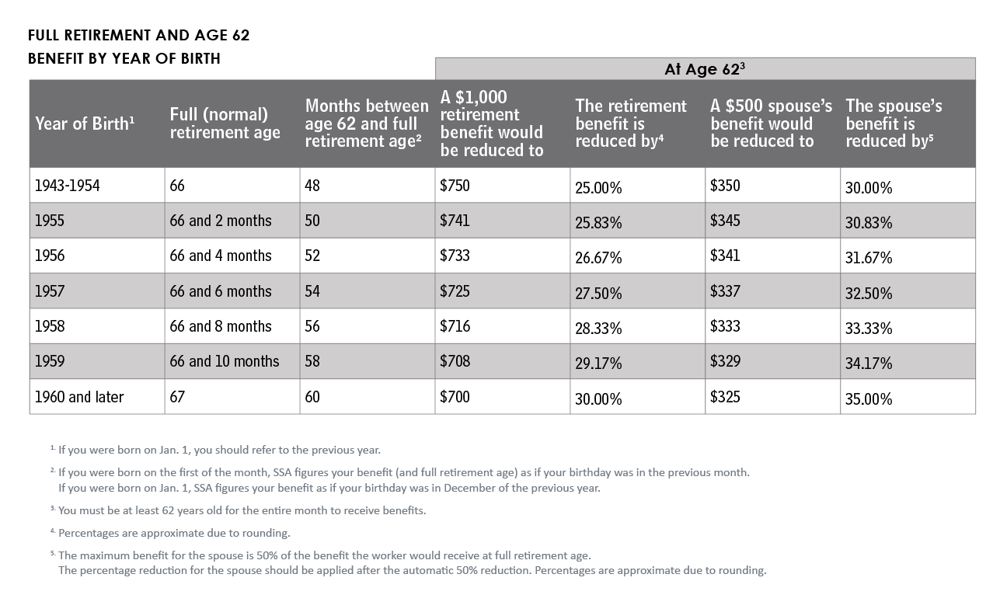 FULL RETIREMENT AND AGE 62
BENEFIT BY YEAR OF BIRTH
At Age 62³
Year of Birth¹
Full (normal)
retirement age
Months between
age 62 and full
retirement age²
A $1,000
retirement
benefit would
be reduced to
The retirement
benefit is
reduced by⁴
A $500 spouse’s
benefit would
be reduced to
The spouse’s
benefit is
reduced by⁵
1943-1954 66 48 $750 25.00% $350 30.00%
1955 66 and 2 months 50 $741 25.83% $345 30.83%
1956 66 and 4 months 52 $733 26.67% $341 31.67%
1957 66 and 6 months 54 $725 27.50% $337 32.50%
1958 66 and 8 months 56 $716 28.33% $333 33.33%
1959 66 and 10 months 58 $708 29.17% $329 34.17%
1960 and later 67 60 $700 30.00% $325 35.00%
¹· If you were born on Jan. 1, you should refer to the previous year.
²· If you were born on the first of the month, SSA figures your benefit (and full retirement age) as if your birthday was in the previous month.
If you were born on Jan. 1, SSA figures your benefit as if your birthday was in December of the previous year.
³· You must be at least 62 years old for the entire month to receive benefits.
⁴· Percentages are approximate due to rounding.
⁵· The maximum benefit for the spouse is 50% of the benefit the worker would receive at full retirement age.
The percentage reduction for the spouse should be applied after the automatic 50% reduction. Percentages are approximate due to rounding.